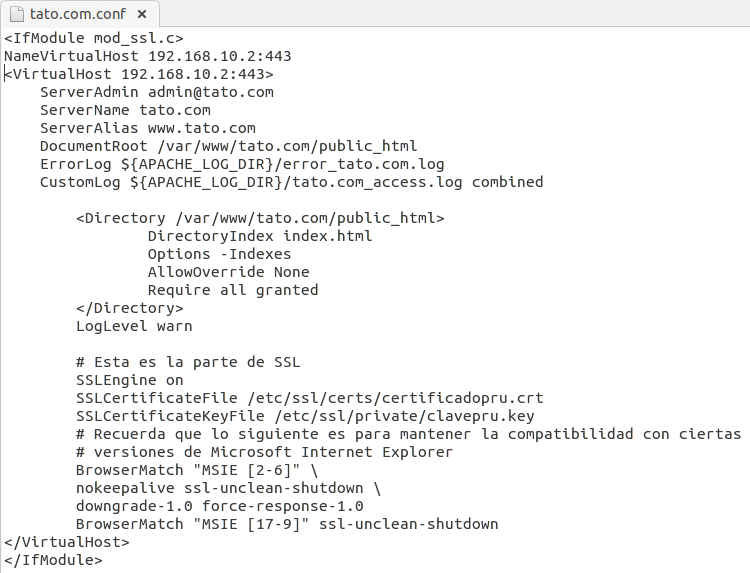 tato.com.conf ×
<IfModule mod_ssl.c>
NameVirtualHost 192.168.10.2:443
<VirtualHost 192.168.10.2:443>
    ServerAdmin admin@tato.com
    ServerName tato.com
    ServerAlias www.tato.com
    DocumentRoot /var/www/tato.com/public_html
    ErrorLog ${APACHE_LOG_DIR}/error_tato.com.log
    CustomLog ${APACHE_LOG_DIR}/tato.com_access.log combined

        <Directory /var/www/tato.com/public_html>
                DirectoryIndex index.html
                Options -Indexes
                AllowOverride None
                Require all granted
        </Directory>
        LogLevel warn

        # Esta es la parte de SSL
        SSLEngine on
        SSLCertificateFile /etc/ssl/certs/certificadopru.crt
        SSLCertificateKeyFile /etc/ssl/private/clavepru.key
        # Recuerda que lo siguiente es para mantener la compatibilidad con ciertas
        # versiones de Microsoft Internet Explorer
        BrowserMatch "MSIE [2-6]" \
        nokeepalive ssl-unclean-shutdown \
        downgrade-1.0 force-response-1.0
        BrowserMatch "MSIE [17-9]" ssl-unclean-shutdown
</VirtualHost>
</IfModule>